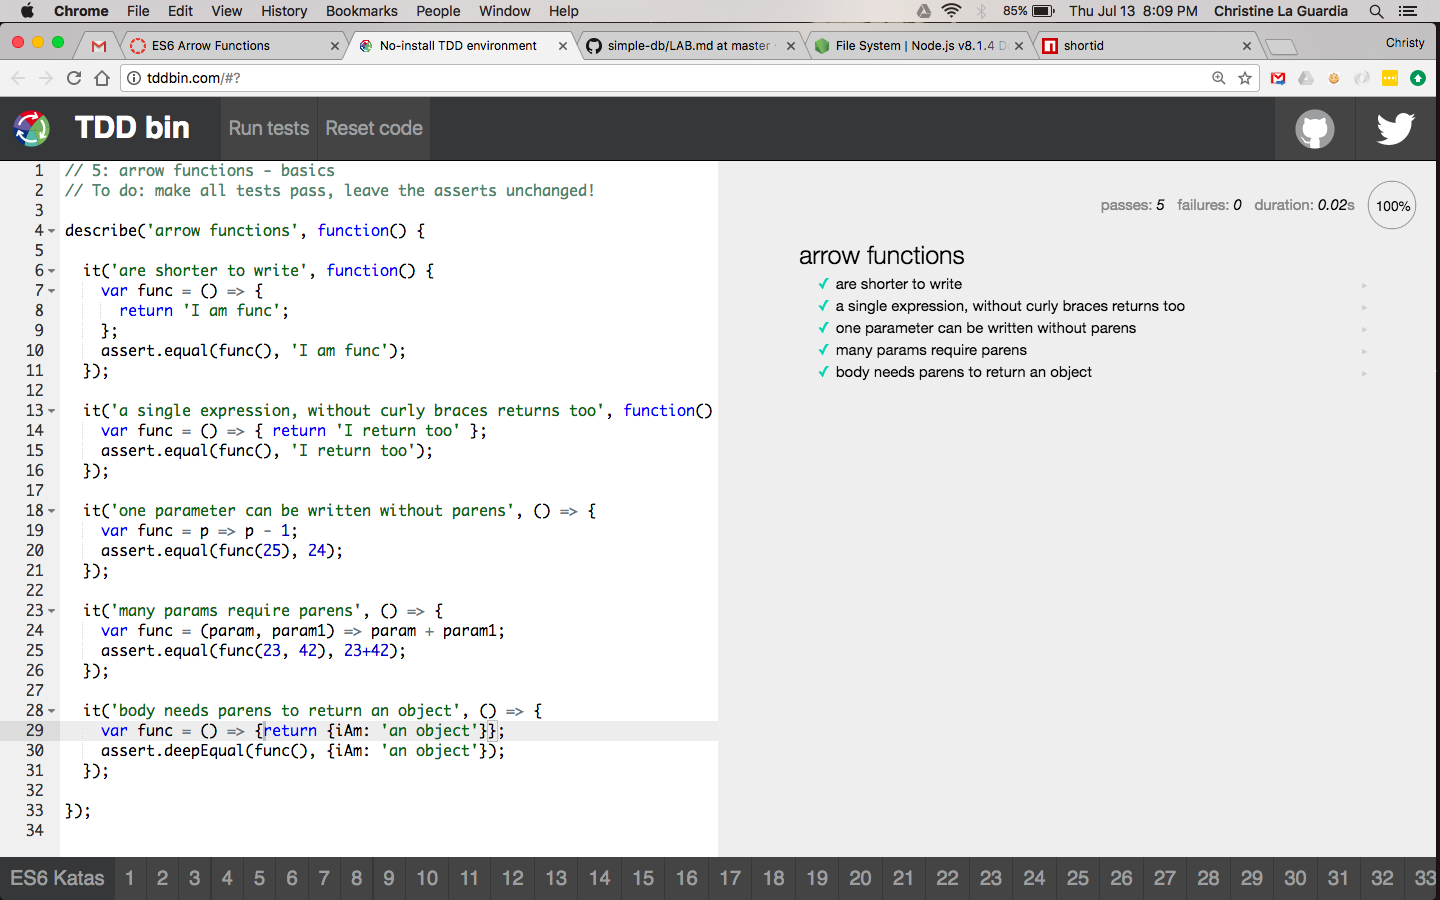 Chrome File Edit View History Bookmarks People Window Help 85% Thu Jul 13 8:09 PM Christine La Guardia
ES6 Arrow Functions No-install TDD environment simple-db/LAB.md at master File System | Node.js v8.1.4 D shortid Christy
tddbin.com/#?
TDD bin Run tests Reset code
1 // 5: arrow functions - basics
2 // To do: make all tests pass, leave the asserts unchanged!
3
4 describe('arrow functions', function() {
5
6 it('are shorter to write', function() {
7 var func = () => {
8 return 'I am func';
9 };
10 assert.equal(func(), 'I am func');
11 });
12
13 it('a single expression, without curly braces returns too', function()
14 var func = () => { return 'I return too' };
15 assert.equal(func(), 'I return too');
16 });
17
18 it('one parameter can be written without parens', () => {
19 var func = p => p - 1;
20 assert.equal(func(25), 24);
21 });
22
23 it('many params require parens', () => {
24 var func = (param, param1) => param + param1;
25 assert.equal(func(23, 42), 23+42);
26 });
27
28 it('body needs parens to return an object', () => {
29 var func = () => {return {iAm: 'an object'}};
30 assert.deepEqual(func(), {iAm: 'an object'});
31 });
32
33 });
34
passes: 5 failures: 0 duration: 0.02s 100%
arrow functions
✓ are shorter to write
✓ a single expression, without curly braces returns too
✓ one parameter can be written without parens
✓ many params require parens
✓ body needs parens to return an object
ES6 Katas 1 2 3 4 5 6 7 8 9 10 11 12 13 14 15 16 17 18 19 20 21 22 23 24 25 26 27 28 29 30 31 32 33